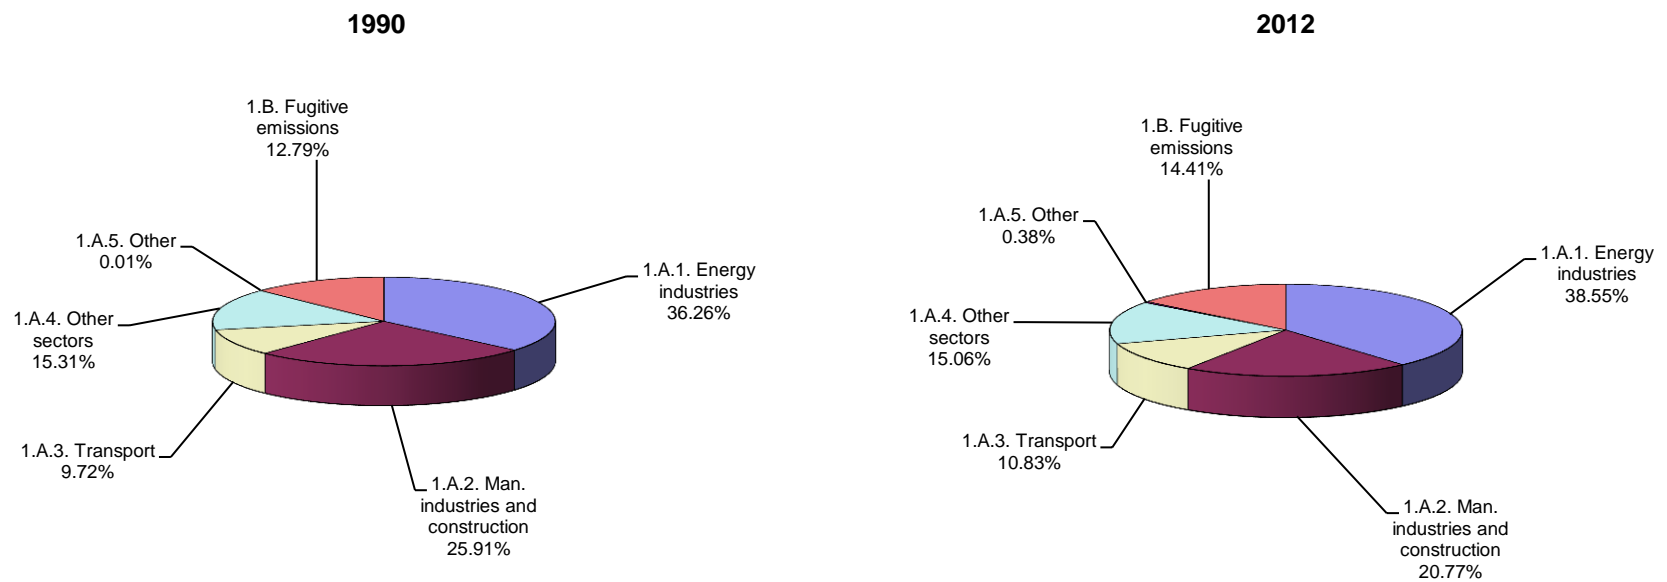 1990
1.B. Fugitive
emissions
12.79%
1.A.5. Other
0.01%
1.A.1. Energy
industries
36.26%
1.A.4. Other
sectors
15.31%
1.A.3. Transport
9.72%
1.A.2. Man.
industries and
construction
25.91%
2012
1.B. Fugitive
emissions
14.41%
1.A.5. Other
0.38%
1.A.1. Energy
industries
38.55%
1.A.4. Other
sectors
15.06%
1.A.3. Transport
10.83%
1.A.2. Man.
industries and
construction
20.77%